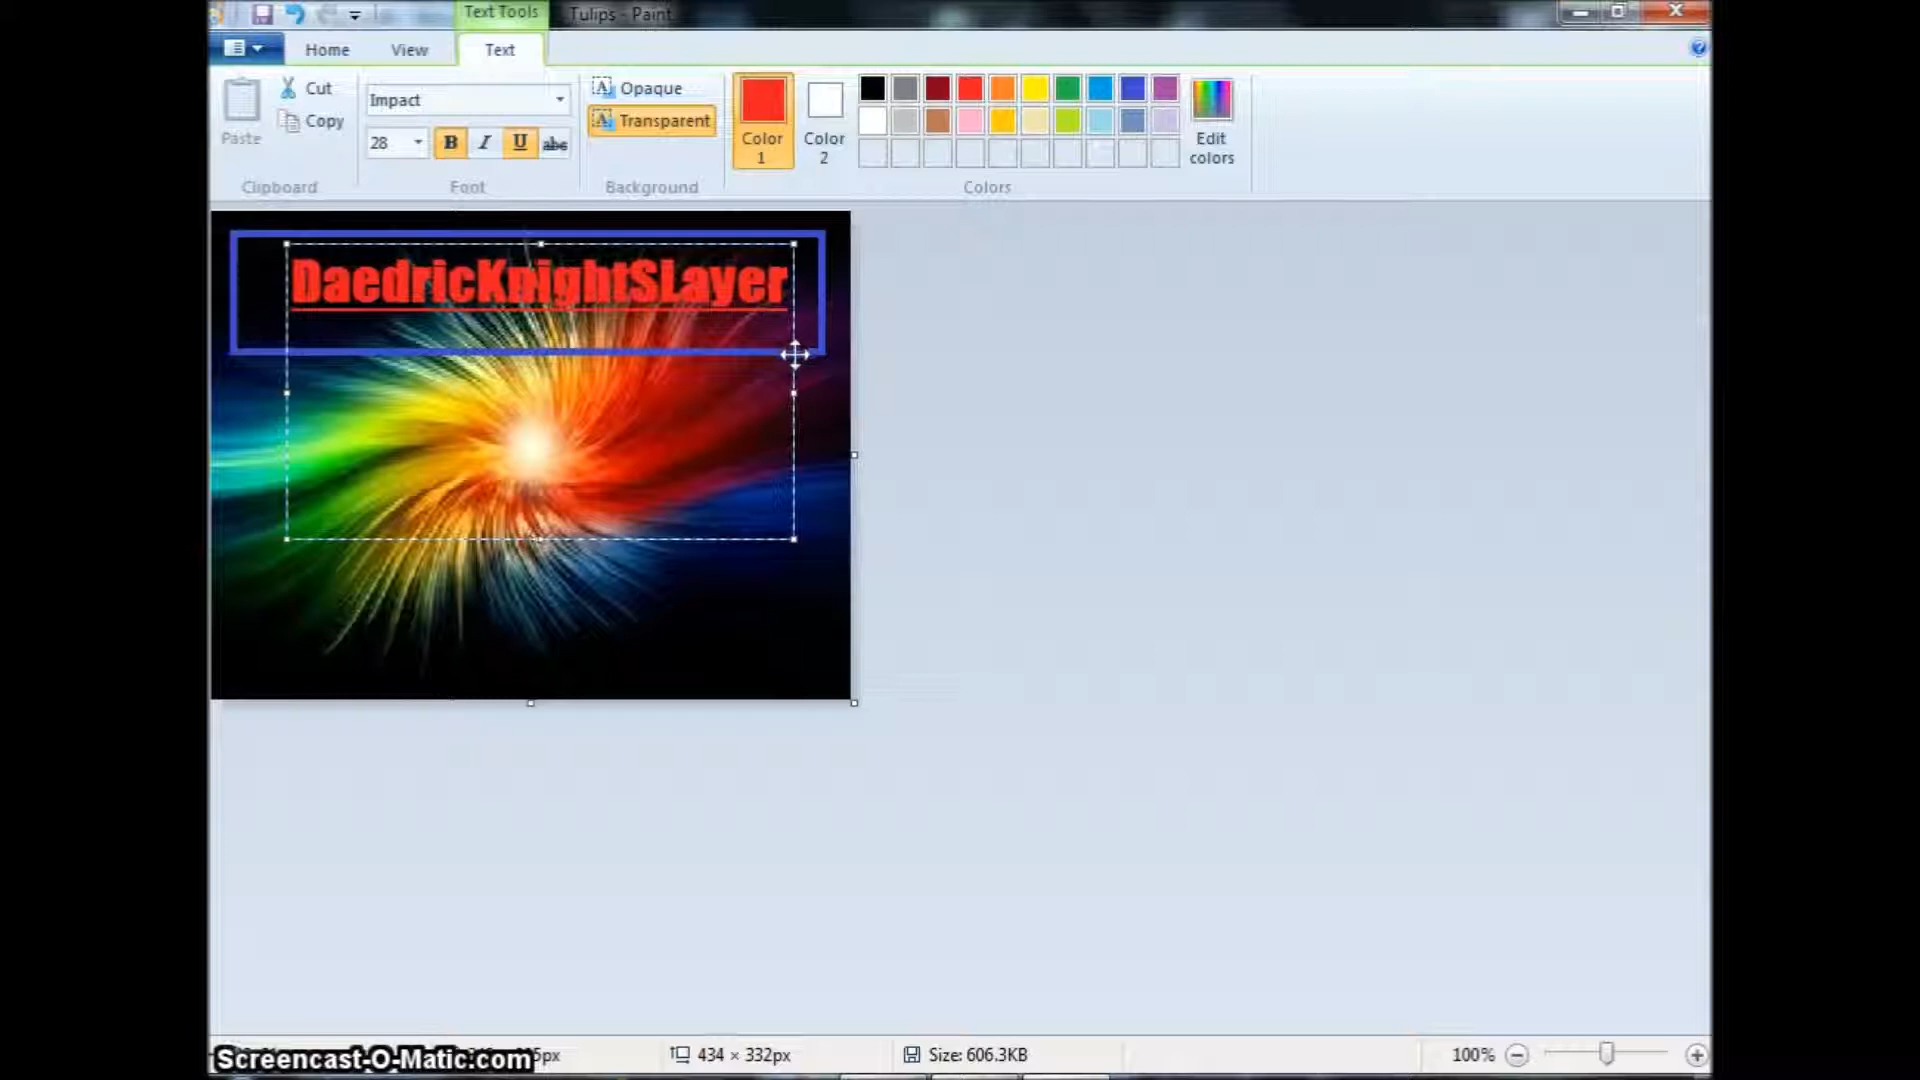 Text Tools
Tulips - Paint
Home
View
Text
Paste
Cut
Copy
Clipboard
Impact
28
B
I
U
abc
Font
A Opaque
A Transparent
Background
Color 1
Color 2
Edit colors
Colors
DaedricKnightSLayer
Screencast-O-Matic.com
434 × 332px
Size: 606.3KB
100%